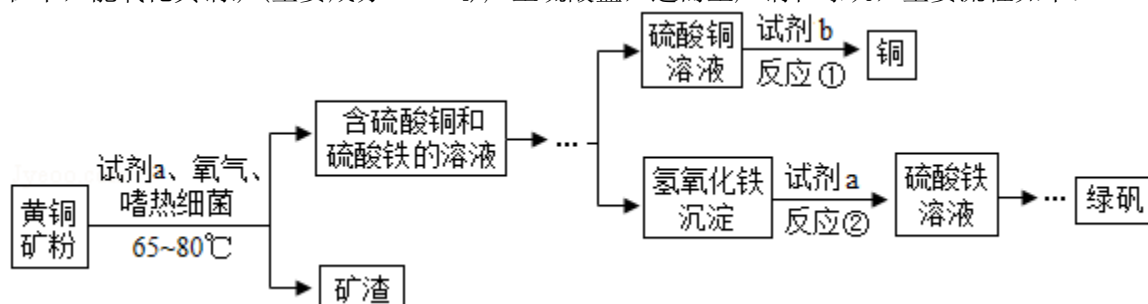 硫酸铜
溶液
试剂b
反应①
铜
含硫酸铜和
硫酸铁的溶液
…
试剂a、氧气、
嗜热细菌
65~80℃
黄铜
矿粉
氢氧化铁
沉淀
试剂a
反应②
硫酸铁
溶液
…
绿矾
矿渣